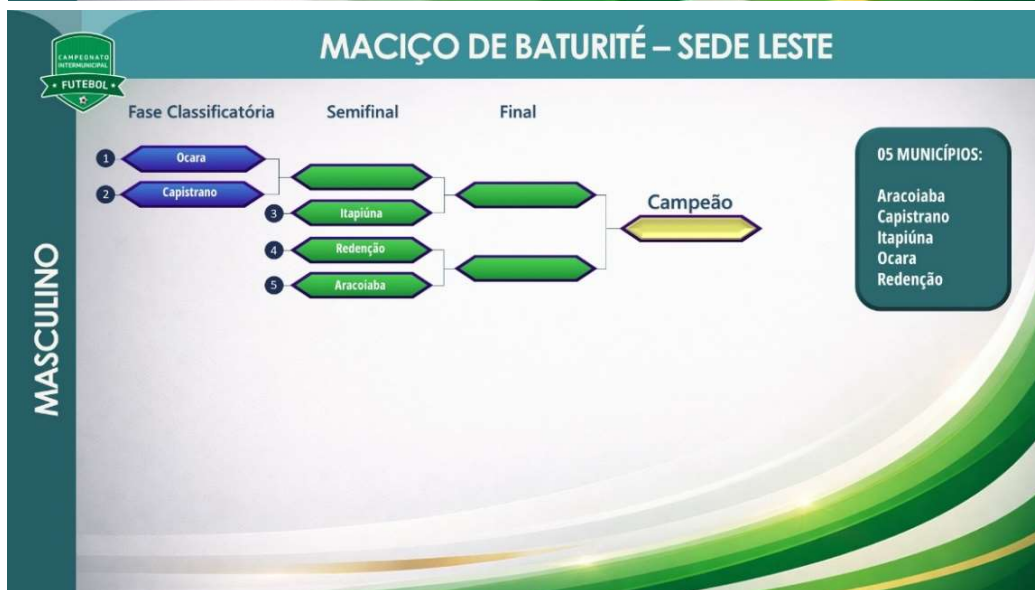 MACIÇO DE BATURITÉ – SEDE LESTE
CAMPEONATO
INTERMUNICIPAL
FUTEBOL
MASCULINO
Fase Classificatória
Semifinal
Final
1 Ocara
2 Capistrano
3 Itapiúna
4 Redenção
5 Aracoiaba
Campeão
05 MUNICÍPIOS:
Aracoiaba
Capistrano
Itapiúna
Ocara
Redenção